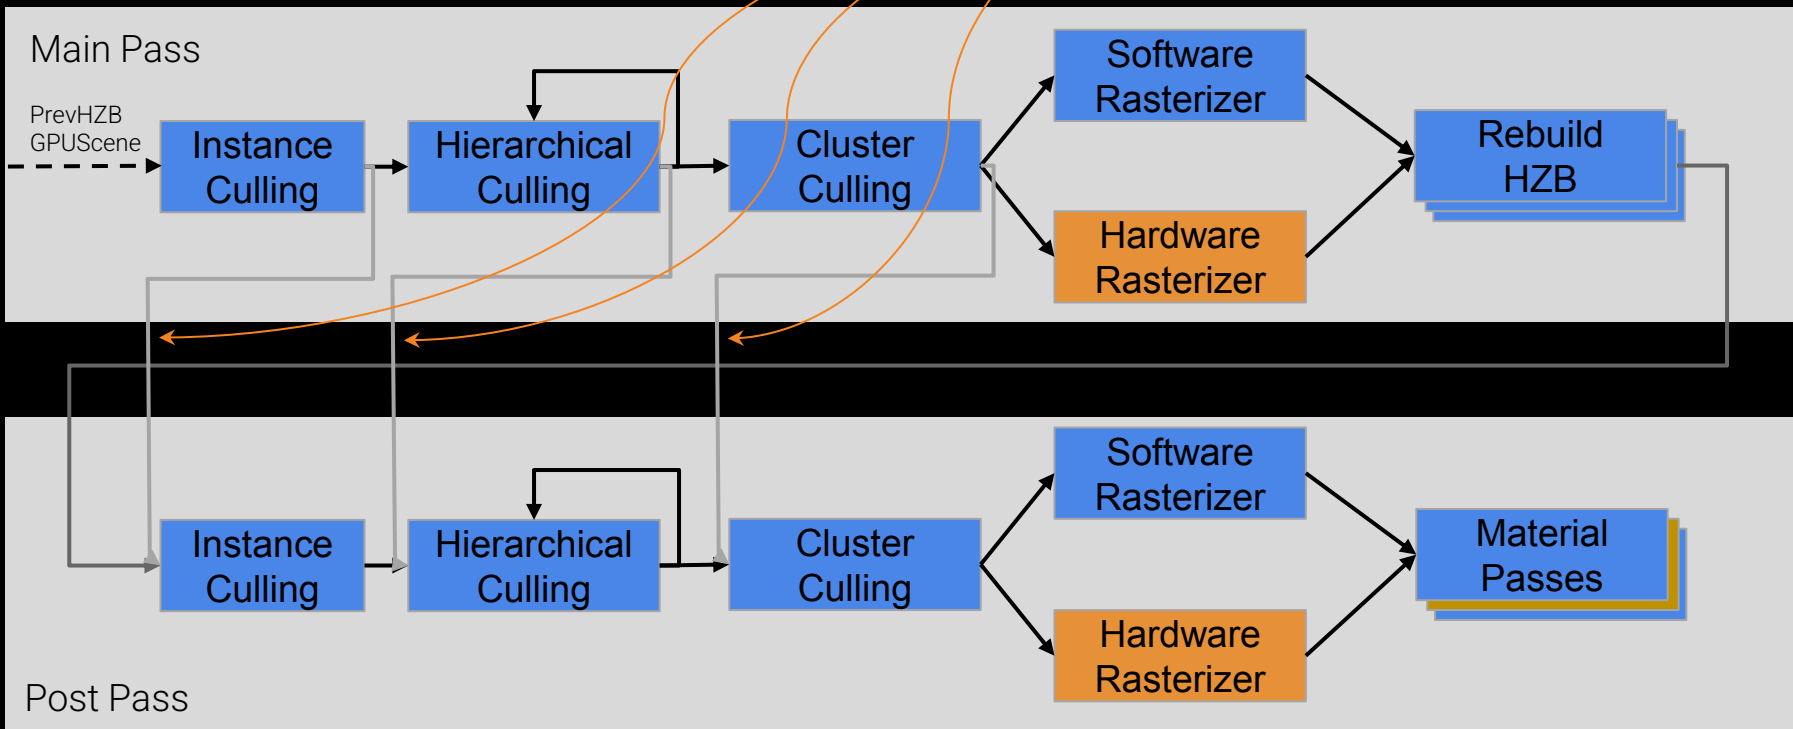 Main Pass
PrevHZB
GPUScene
Instance
Culling
Hierarchical
Culling
Cluster
Culling
Software
Rasterizer
Hardware
Rasterizer
Rebuild
HZB
Instance
Culling
Hierarchical
Culling
Cluster
Culling
Software
Rasterizer
Hardware
Rasterizer
Material
Passes
Post Pass